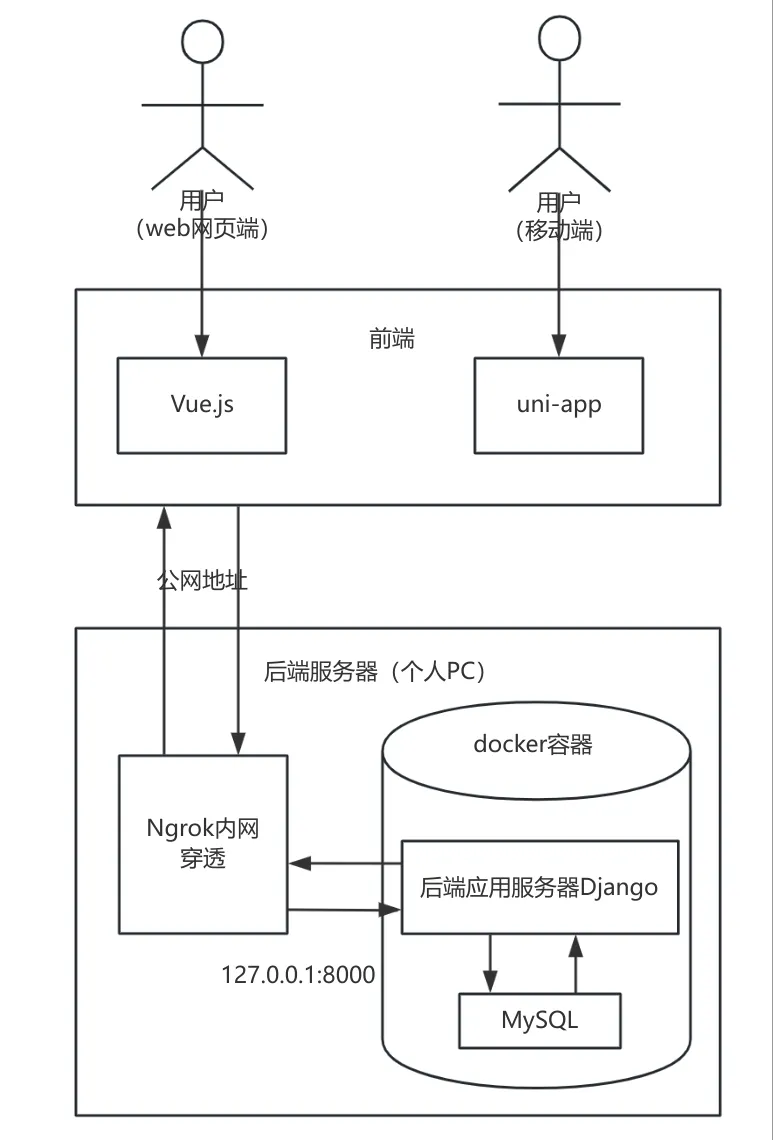 用户
（web网页端）
用户
（移动端）
前端
Vue.js
uni-app
公网地址
后端服务器（个人PC）
docker容器
Ngrok内网
穿透
后端应用服务器Django
127.0.0.1:8000
MySQL